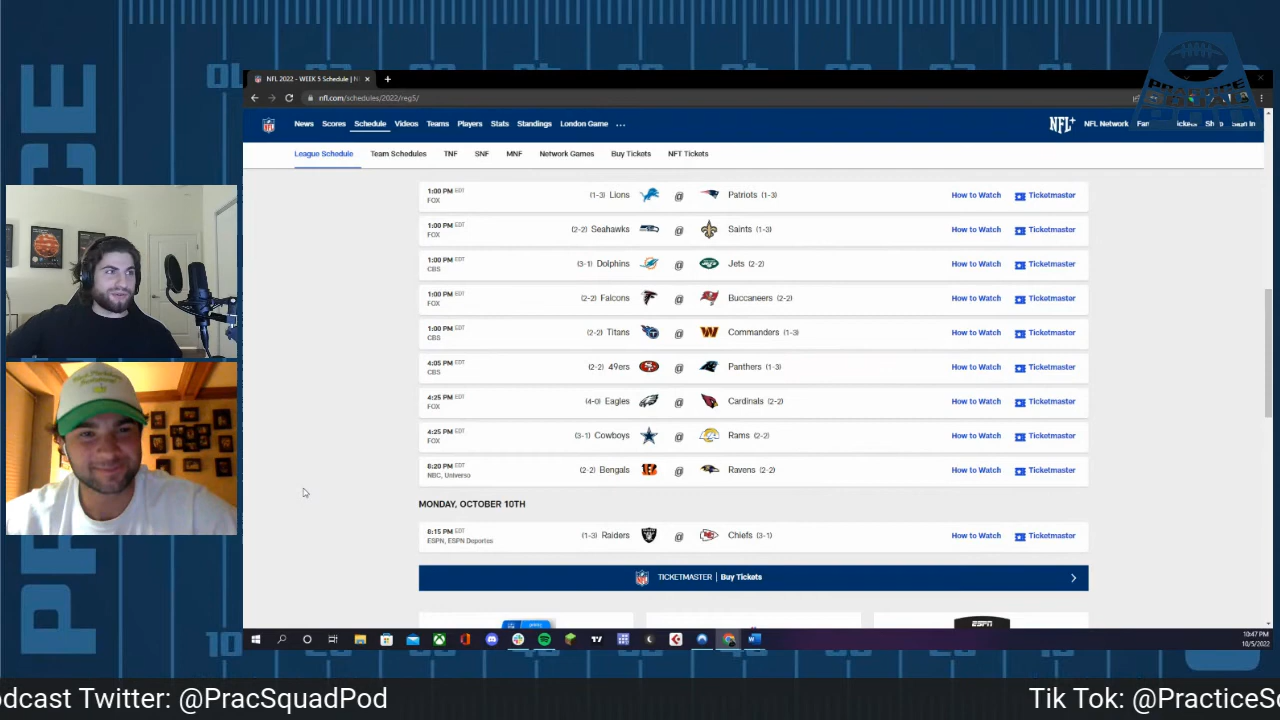 NFL 2022 - WEEK 5 Schedule | N
nfl.com/schedules/2022/reg5/
News Scores Schedule Videos Teams Players Stats Standings London Game ...
NFL+ NFL Network
League Schedule Team Schedules TNF SNF MNF Network Games Buy Tickets NFT Tickets
1:00 PM EDT
FOX
(1-3) Lions @ Patriots (1-3) How to Watch Ticketmaster
1:00 PM EDT
FOX
(2-2) Seahawks @ Saints (1-3) How to Watch Ticketmaster
1:00 PM EDT
CBS
(3-1) Dolphins @ Jets (2-2) How to Watch Ticketmaster
1:00 PM EDT
FOX
(2-2) Falcons @ Buccaneers (2-2) How to Watch Ticketmaster
1:00 PM EDT
CBS
(2-2) Titans @ Commanders (1-3) How to Watch Ticketmaster
4:05 PM EDT
CBS
(2-2) 49ers @ Panthers (1-3) How to Watch Ticketmaster
4:25 PM EDT
FOX
(4-0) Eagles @ Cardinals (2-2) How to Watch Ticketmaster
4:25 PM EDT
FOX
(3-1) Cowboys @ Rams (2-2) How to Watch Ticketmaster
8:20 PM EDT
NBC, Universo
(2-2) Bengals @ Ravens (2-2) How to Watch Ticketmaster
MONDAY, OCTOBER 10TH
8:15 PM EDT
ESPN, ESPN Deportes
(1-3) Raiders @ Chiefs (3-1) How to Watch Ticketmaster
TICKETMASTER | Buy Tickets
ESPN
10:47 PM
10/5/2022
odcast Twitter: @PracSquadPod
Tik Tok: @PracticeS